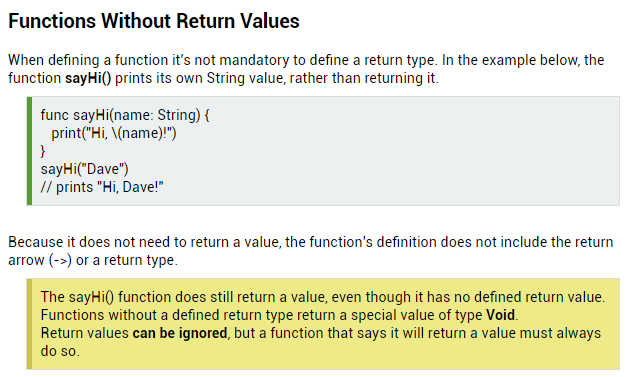 Functions Without Return Values
When defining a function it's not mandatory to define a return type. In the example below, the
function sayHi() prints its own String value, rather than returning it.
func sayHi(name: String) {
print("Hi, \(name)!")
}
sayHi("Dave")
// prints "Hi, Dave!"
Because it does not need to return a value, the function's definition does not include the return
arrow (->) or a return type.
The sayHi() function does still return a value, even though it has no defined return value.
Functions without a defined return type return a special value of type Void.
Return values can be ignored, but a function that says it will return a value must always
do so.